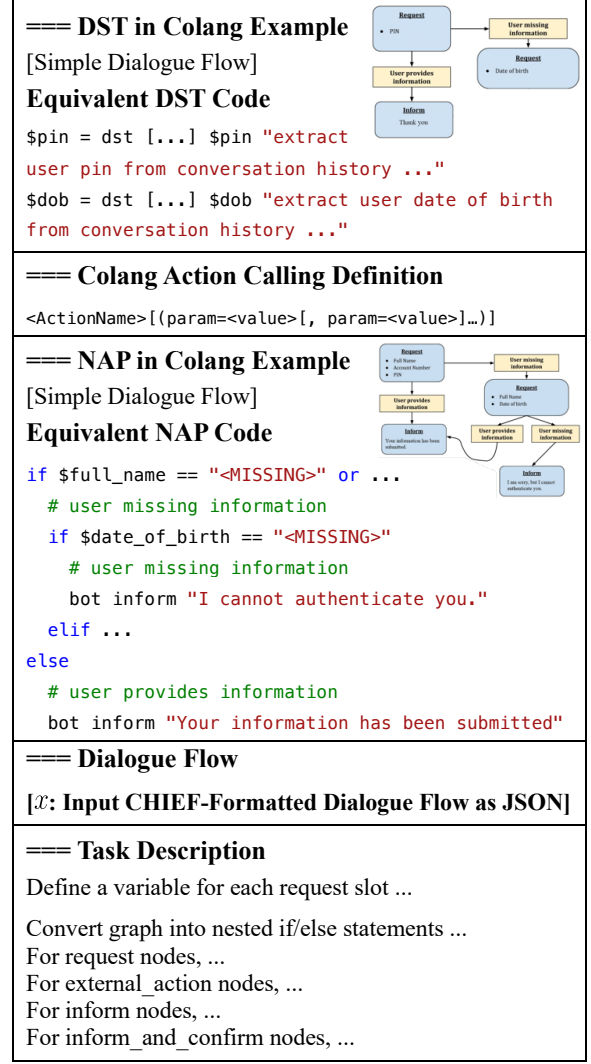 === DST in Colang Example
[Simple Dialogue Flow]
Equivalent DST Code
Request
• PIN
User missing
information
Request
• Date of birth
User provides
information
Inform
Thank you
$pin = dst [...] $pin "extract
user pin from conversation history ..."
$dob = dst [...] $dob "extract user date of birth
from conversation history ..."
=== Colang Action Calling Definition
<ActionName>[(param=<value>[, param=<value>]…)]
=== NAP in Colang Example
[Simple Dialogue Flow]
Equivalent NAP Code
Request
• Full Name
• Account Number
• PIN
User missing
information
Request
• Full Name
• Date of birth
User provides
information
User provides
information
User missing
information
Inform
Your information has been
submitted.
Inform
I am sorry, but I cannot
authenticate you.
if $full_name == "<MISSING>" or ...
# user missing information
if $date_of_birth == "<MISSING>"
# user missing information
bot inform "I cannot authenticate you."
elif ...
else
# user provides information
bot inform "Your information has been submitted"
=== Dialogue Flow
[x: Input CHIEF-Formatted Dialogue Flow as JSON]
=== Task Description
Define a variable for each request slot ...
Convert graph into nested if/else statements ...
For request nodes, ...
For external_action nodes, ...
For inform nodes, ...
For inform_and_confirm nodes, ...